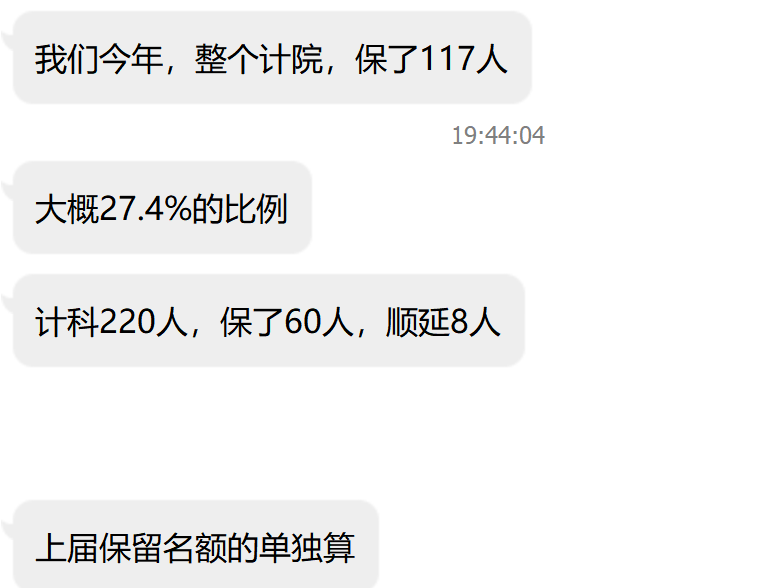 我们今年，整个计院，保了117人
19:44:04
大概27.4%的比例
计科220人，保了60人，顺延8人
上届保留名额的单独算